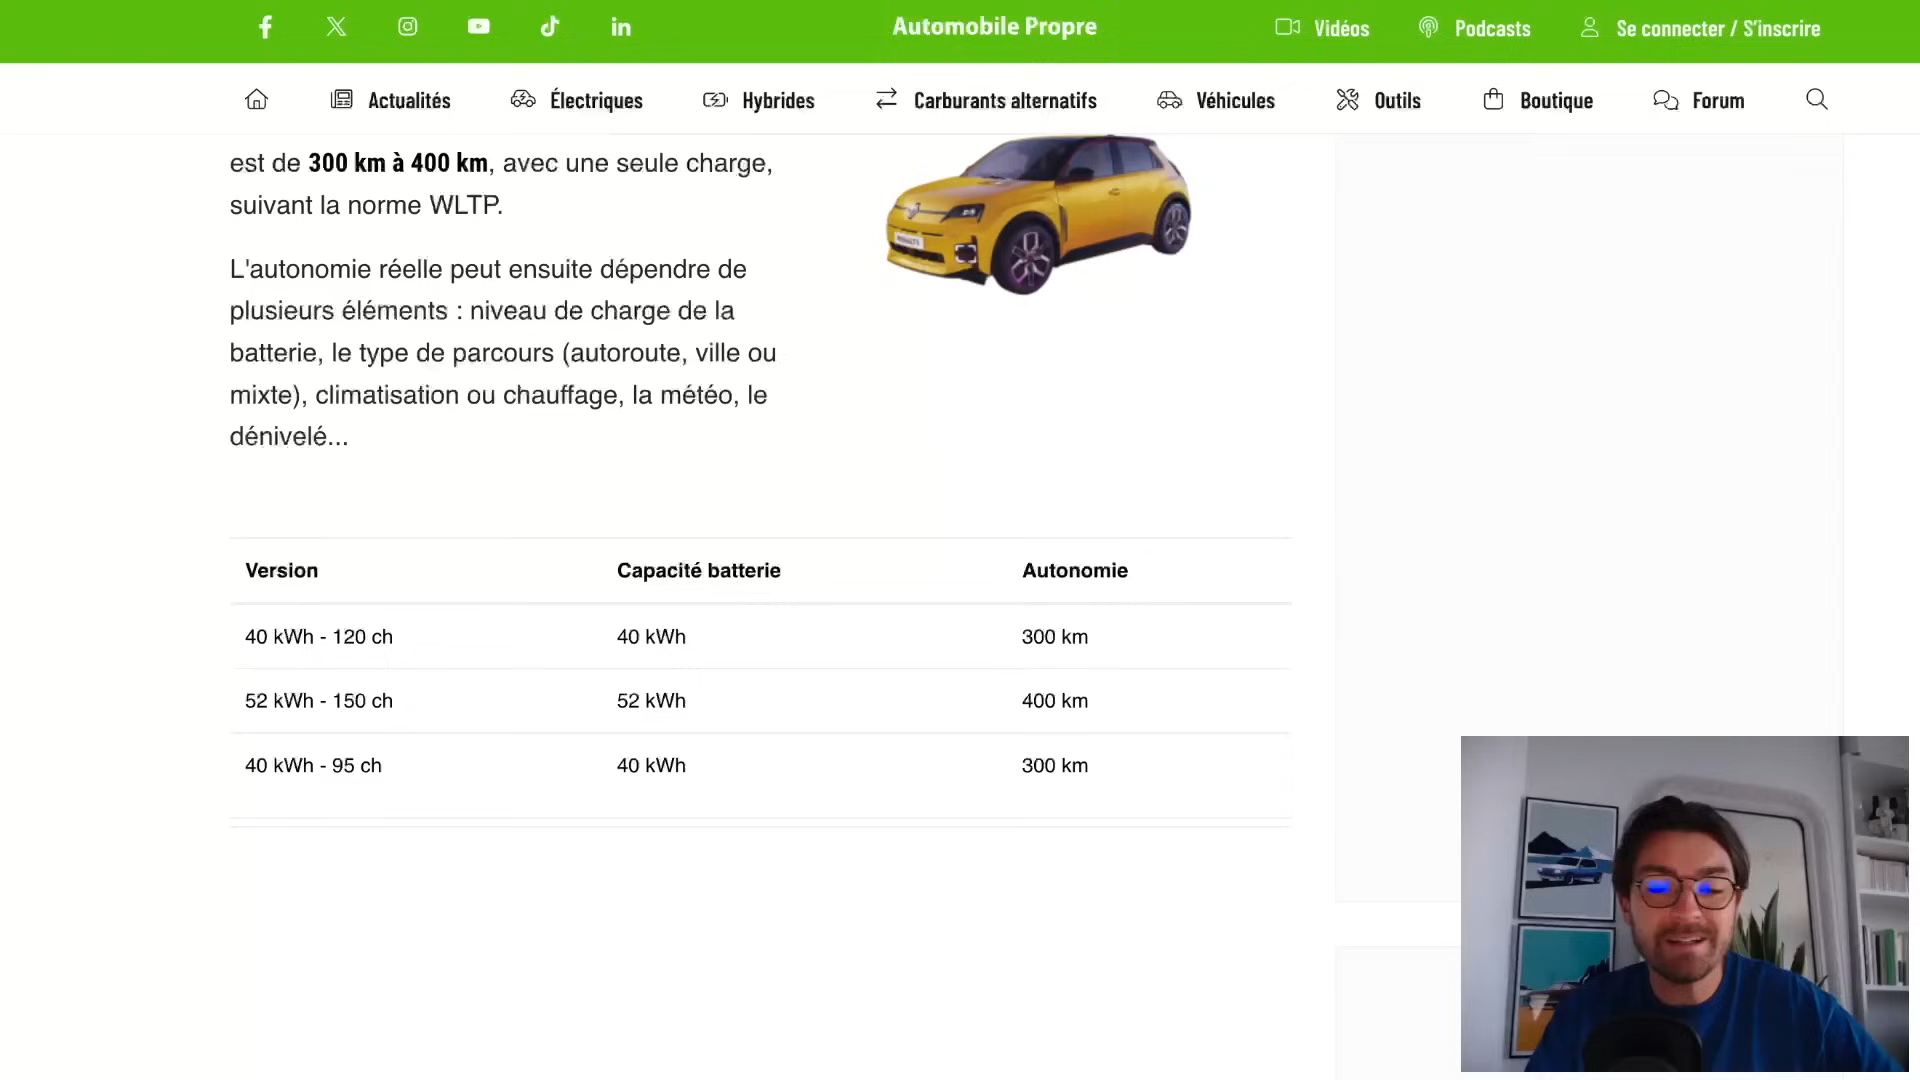 Automobile Propre
Vidéos
Podcasts
Se connecter / S'inscrire
Actualités
Électriques
Hybrides
Carburants alternatifs
Véhicules
Outils
Boutique
Forum
est de 300 km à 400 km, avec une seule charge,
suivant la norme WLTP.
L'autonomie réelle peut ensuite dépendre de
plusieurs éléments : niveau de charge de la
batterie, le type de parcours (autoroute, ville ou
mixte), climatisation ou chauffage, la météo, le
dénivelé...
Version Capacité batterie Autonomie
40 kWh - 120 ch 40 kWh 300 km
52 kWh - 150 ch 52 kWh 400 km
40 kWh - 95 ch 40 kWh 300 km